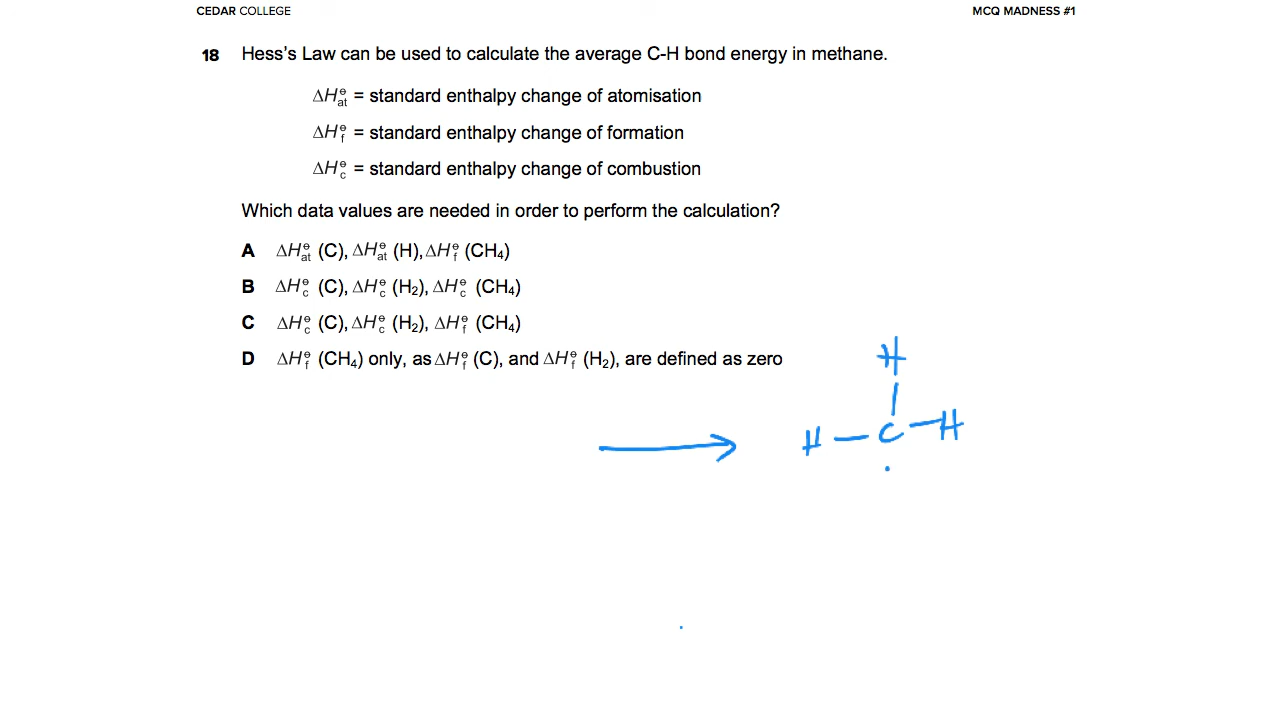 CEDAR COLLEGE MCQ MADNESS #1
18 Hess's Law can be used to calculate the average C-H bond energy in methane.
ΔH⦵at = standard enthalpy change of atomisation
ΔH⦵f = standard enthalpy change of formation
ΔH⦵c = standard enthalpy change of combustion
Which data values are needed in order to perform the calculation?
A ΔH⦵at (C), ΔH⦵at (H), ΔH⦵f (CH₄)
B ΔH⦵c (C), ΔH⦵c (H₂), ΔH⦵c (CH₄)
C ΔH⦵c (C), ΔH⦵c (H₂), ΔH⦵f (CH₄)
D ΔH⦵f (CH₄) only, as ΔH⦵f (C), and ΔH⦵f (H₂), are defined as zero
H
H – C – H